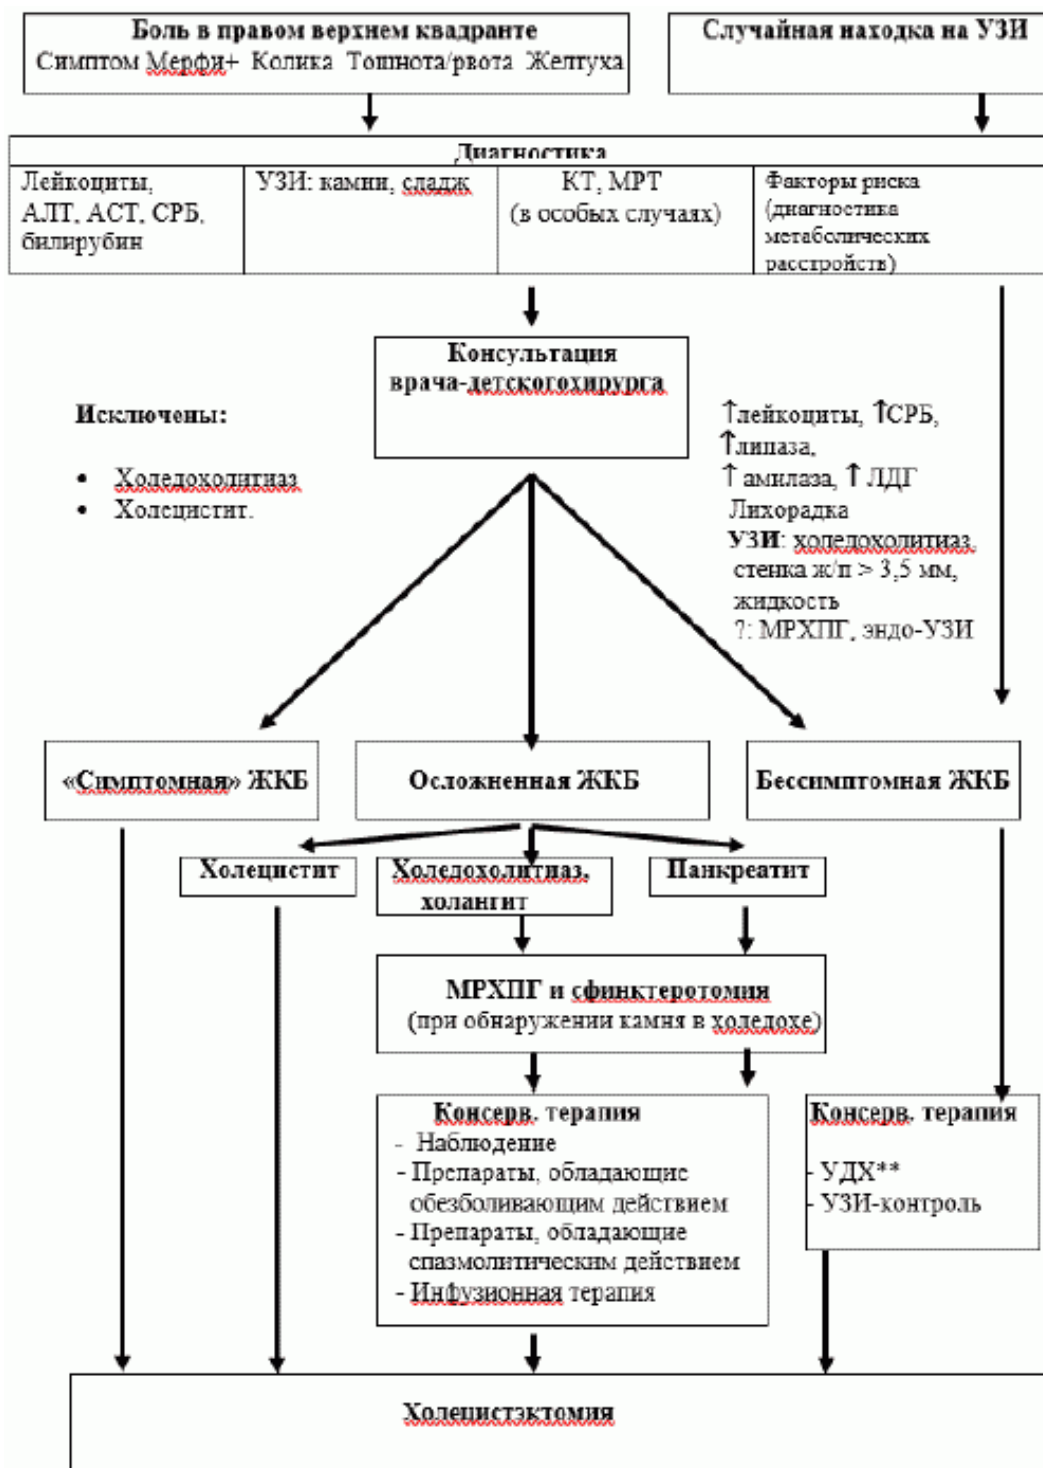 Боль в правом верхнем квадранте
Симптом Мерфи+ Колика Тошнота/рвота Желтуха
Случайная находка на УЗИ
Диагностика
Лейкоциты,
АЛТ, АСТ, СРБ,
билирубин
УЗИ: камни, сладж
КТ, МРТ
(в особых случаях)
Факторы риска
(диагностика
метаболических
расстройств)
Консультация
врача-детскогохирурга
Исключены:
• Холедохолитиаз
• Холецистит.
↑лейкоциты, ↑СРБ,
↑липаза,
↑ амилаза, ↑ ЛДГ
Лихорадка
УЗИ: холедохолитиаз,
стенка ж/п > 3,5 мм,
жидкость
?: МРХПГ, эндо-УЗИ
«Симптомная» ЖКБ
Осложненная ЖКБ
Бессимптомная ЖКБ
Холецистит
Холедохолитиаз,
холангит
Панкреатит
МРХПГ и сфинктеротомия
(при обнаружении камня в холедохе)
Консерв. терапия
- Наблюдение
- Препараты, обладающие
обезболивающим действием
- Препараты, обладающие
спазмолитическим действием
- Инфузионная терапия
Консерв. терапия
- УДХ**
- УЗИ-контроль
Холецистэктомия